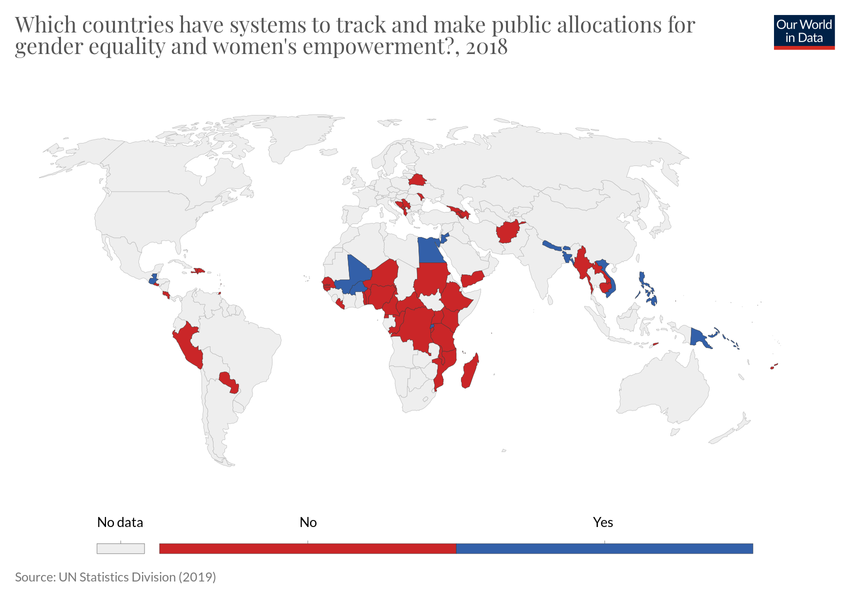 Which countries have systems to track and make public allocations for
gender equality and women's empowerment?, 2018
Our World
in Data
No data
No
Yes
Source: UN Statistics Division (2019)